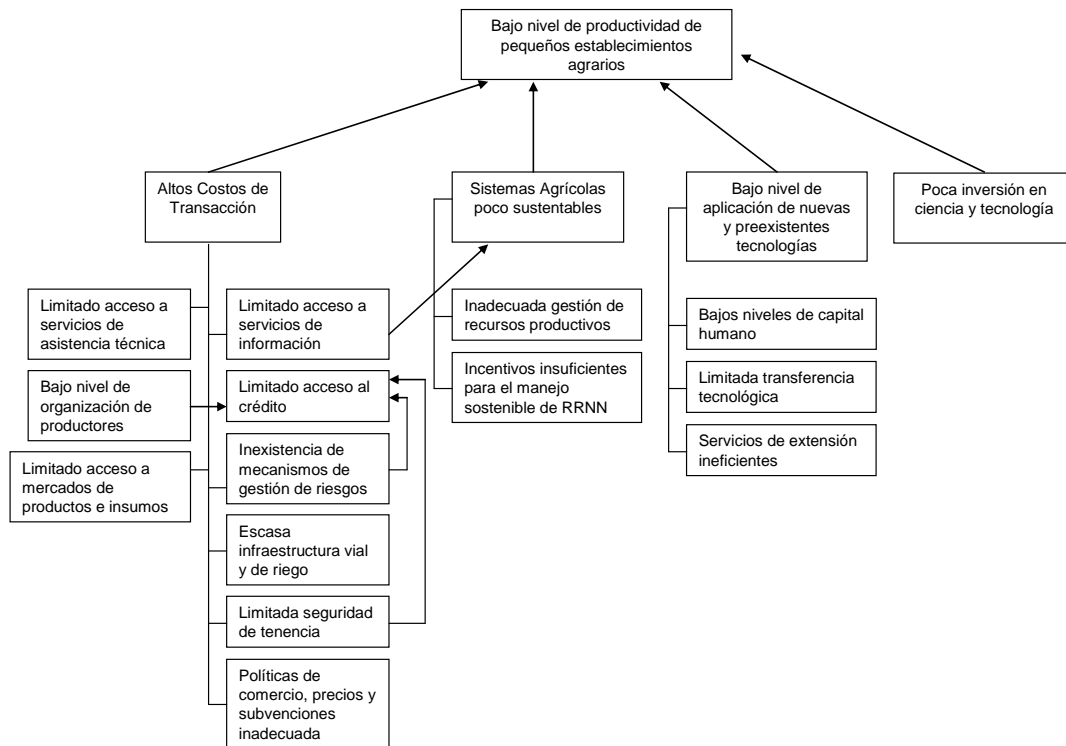 Bajo nivel de productividad de
pequeños establecimientos
agrarios
Altos Costos de
Transacción
Sistemas Agrícolas
poco sustentables
Bajo nivel de
aplicación de nuevas
y preexistentes
tecnologías
Poca inversión en
ciencia y tecnología
Limitado acceso a
servicios de
asistencia técnica
Bajo nivel de
organización de
productores
Limitado acceso a
mercados de
productos e insumos
Limitado acceso a
servicios de
información
Limitado acceso al
crédito
Inexistencia de
mecanismos de
gestión de riesgos
Escasa
infraestructura vial
y de riego
Limitada seguridad
de tenencia
Políticas de
comercio, precios y
subvenciones
inadecuada
Inadecuada gestión de
recursos productivos
Incentivos insuficientes
para el manejo
sostenible de RRNN
Bajos niveles de capital
humano
Limitada transferencia
tecnológica
Servicios de extensión
ineficientes